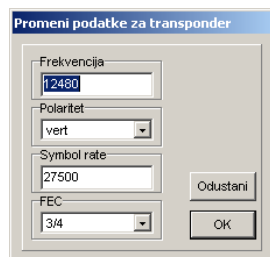 Promeni podatke za transponder
Frekvencija
12480
Polaritet
vert
Symbol rate
27500
FEC
3/4
Odustani
OK